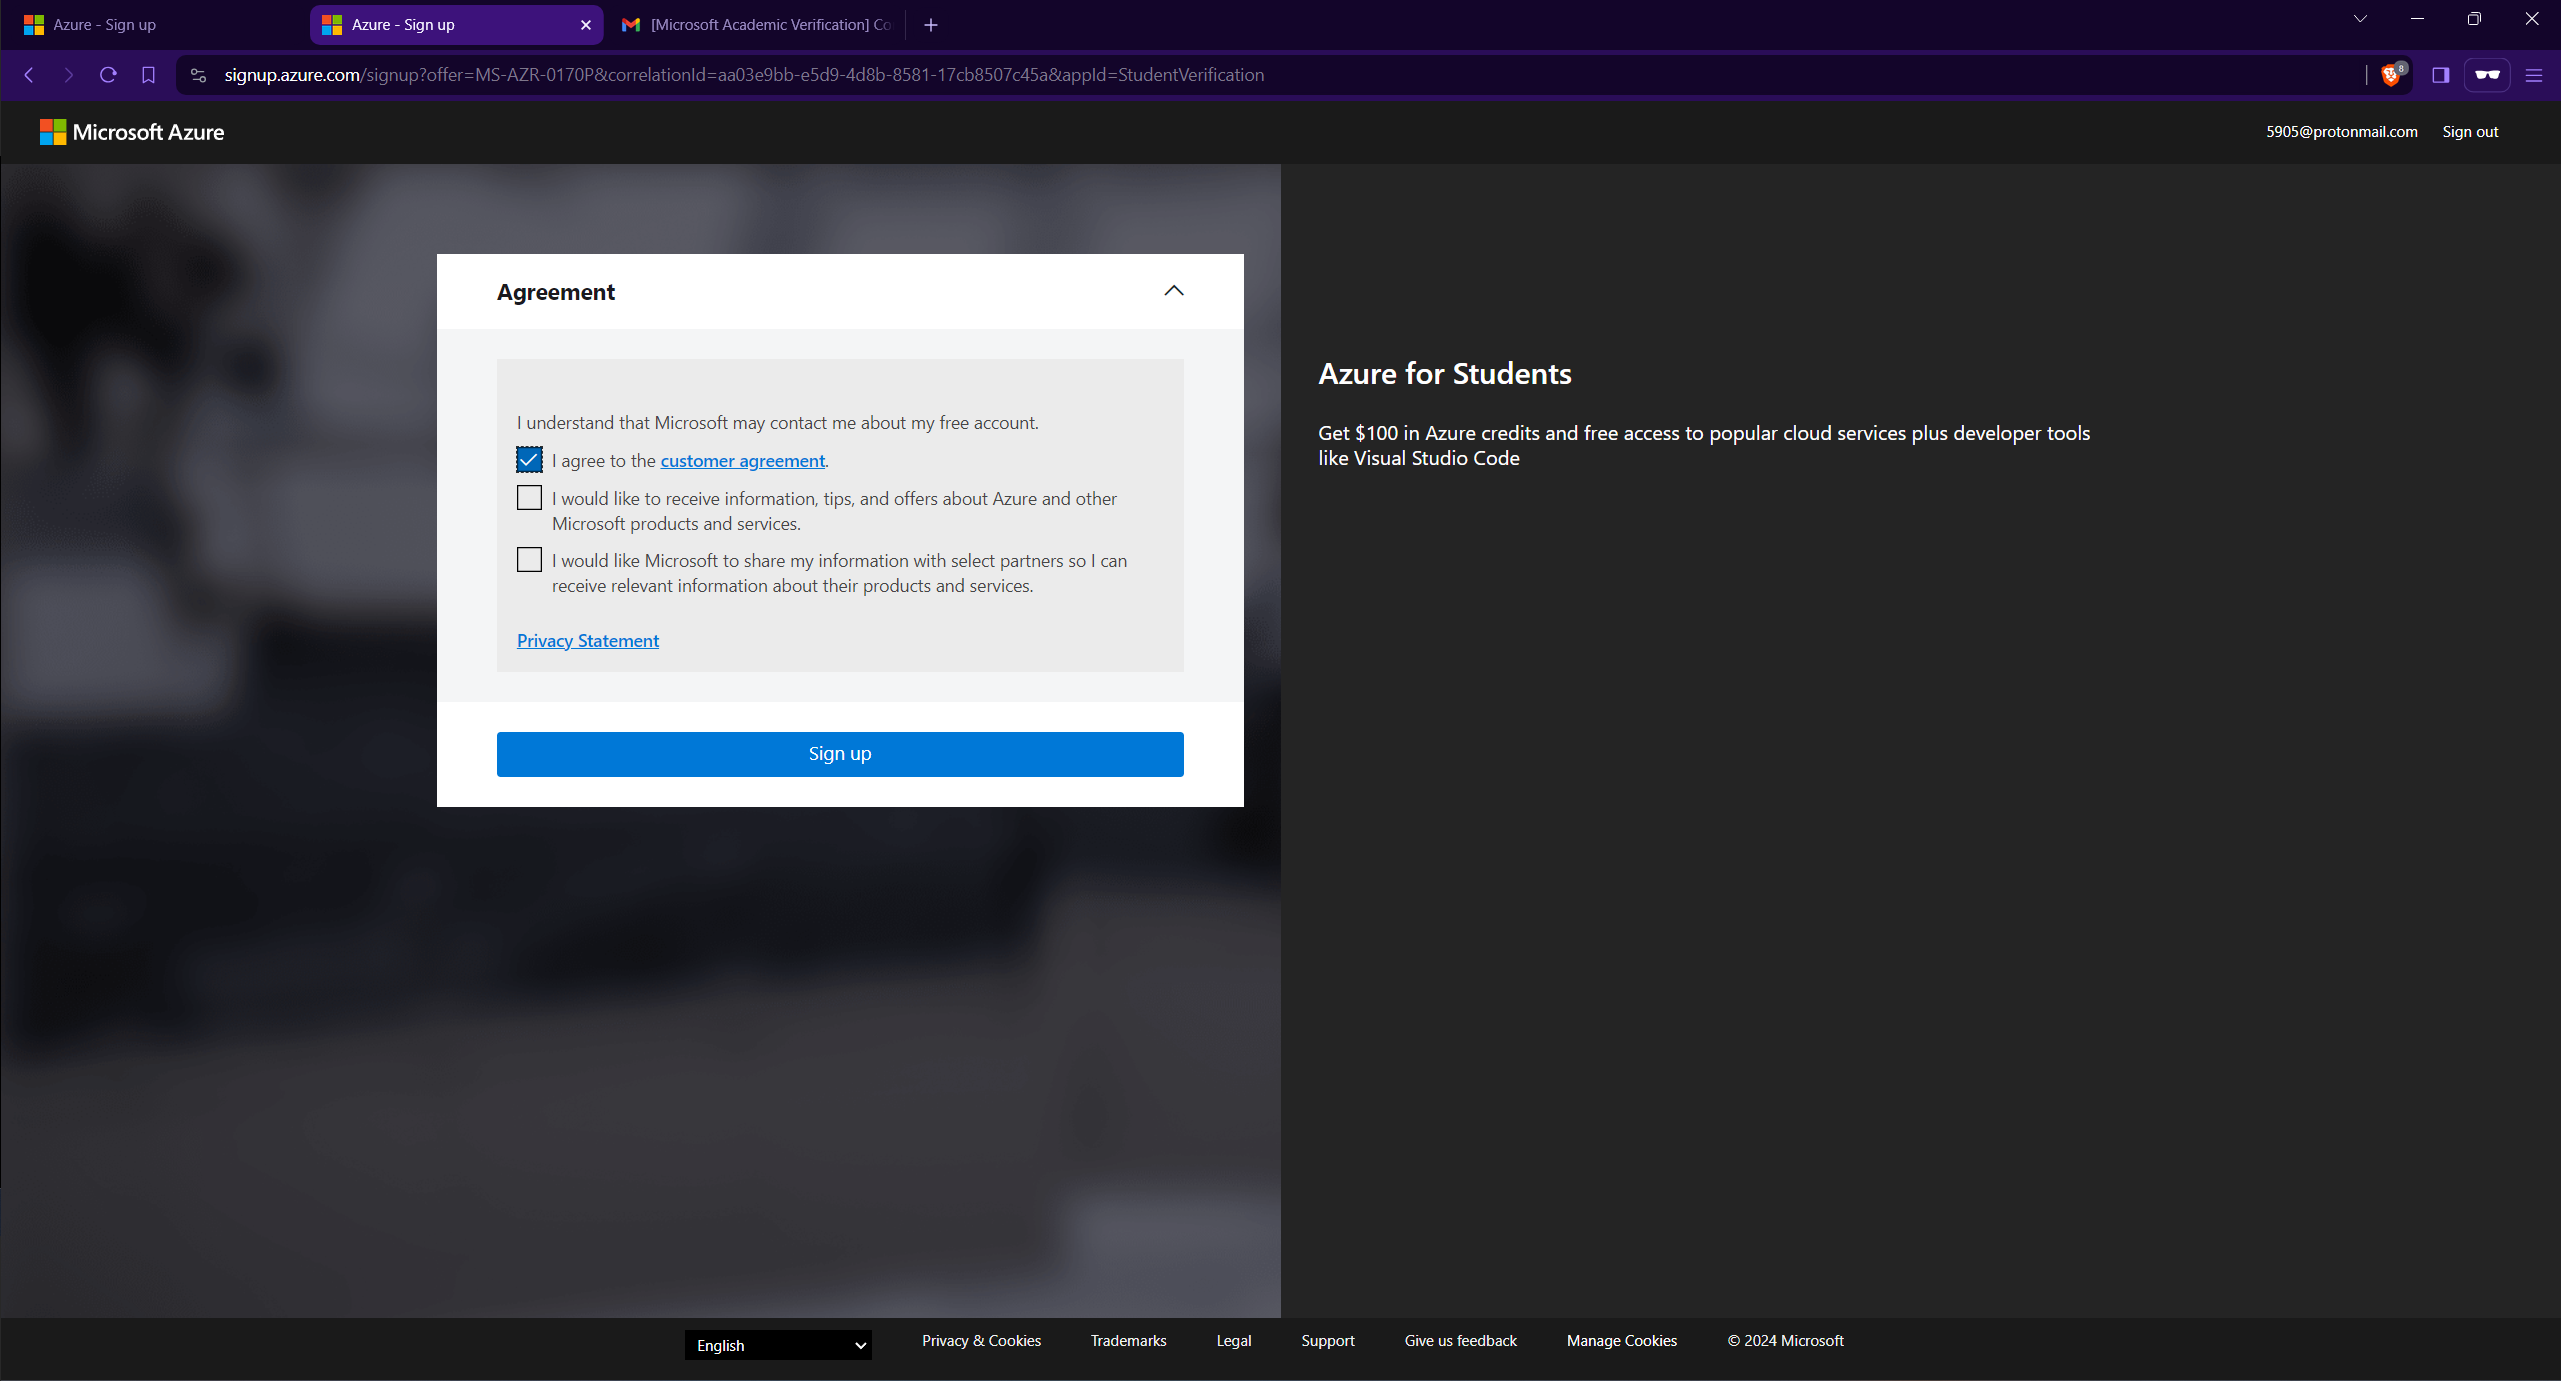 Azure - Sign up
Azure - Sign up
[Microsoft Academic Verification] Co
signup.azure.com/signup?offer=MS-AZR-0170P&correlationId=aa03e9bb-e5d9-4d8b-8581-17cb8507c45a&appId=StudentVerification
8
Microsoft Azure
5905@protonmail.com
Sign out
Agreement
I understand that Microsoft may contact me about my free account.
I agree to the customer agreement.
I would like to receive information, tips, and offers about Azure and other
Microsoft products and services.
I would like Microsoft to share my information with select partners so I can
receive relevant information about their products and services.
Privacy Statement
Sign up
Azure for Students
Get $100 in Azure credits and free access to popular cloud services plus developer tools
like Visual Studio Code
English
Privacy & Cookies
Trademarks
Legal
Support
Give us feedback
Manage Cookies
© 2024 Microsoft